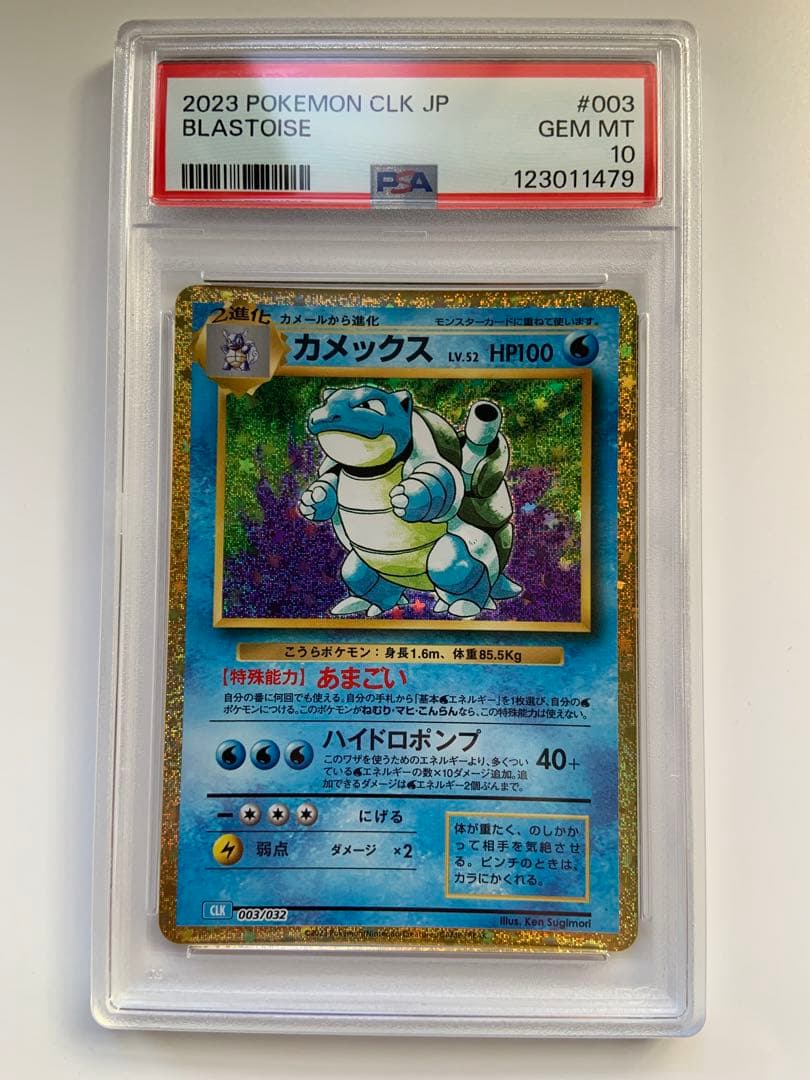 2023 POKEMON CLK JP #003
BLASTOISE GEM MT
10
PSA 123011479
2進化 カメールから進化 モンスターカードに重ねて使います。
カメックス LV.52 HP100
こうらポケモン：身長1.6m、体重85.5Kg
【特殊能力】あまごい
自分の番に何回でも使える。自分の手札から「基本エネルギー」を1枚選び、自分の
ポケモンにつける。このポケモンがねむり・マヒ・こんらんなら、この特殊能力は使えない。
ハイドロポンプ
このワザを使うためのエネルギーより、多くつい
ているエネルギーの数×10ダメージ追加。追
加できるダメージはエネルギー2個ぶんまで。
40+
にげる
弱点 ダメージ ×2
体が重たく、のしかか
って相手を気絶させ
る。ピンチのときは、
カラにかくれる。
CLK 003/032
Illus. Ken Sugimori
©2023 Pokémon/Nintendo/Creatures/GAME FREAK